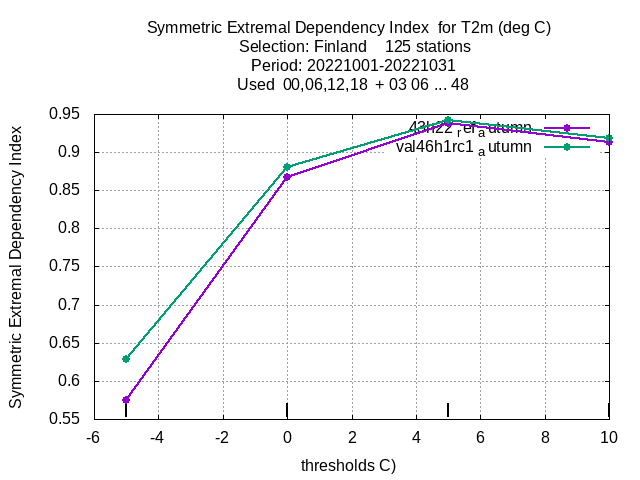 Symmetric Extremal Dependency Index  for T2m (deg C)
Selection: Finland    125 stations
Period: 20221001-20221031
Used  00,06,12,18  + 03 06 ... 48
Symmetric Extremal Dependency Index
0.95
0.9
0.85
0.8
0.75
0.7
0.65
0.6
0.55
43h22_ref_autumn
val46h1rc1_autumn
-6 -4 -2 0 2 4 6 8 10
thresholds C)